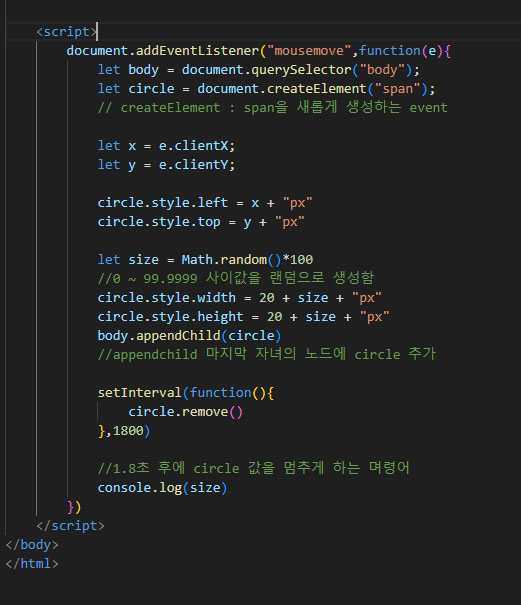 <script>
document.addEventListener("mousemove",function(e){
let body = document.querySelector("body");
let circle = document.createElement("span");
// createElement : span을 새롭게 생성하는 event
let x = e.clientX;
let y = e.clientY;
circle.style.left = x + "px"
circle.style.top = y + "px"
let size = Math.random()*100
//0 ~ 99.9999 사이값을 랜덤으로 생성함
circle.style.width = 20 + size + "px"
circle.style.height = 20 + size + "px"
body.appendChild(circle)
//appendchild 마지막 자녀의 노드에 circle 추가
setInterval(function(){
circle.remove()
},1800)
//1.8초 후에 circle 값을 멈추게 하는 며령어
console.log(size)
})
</script>
</body>
</html>